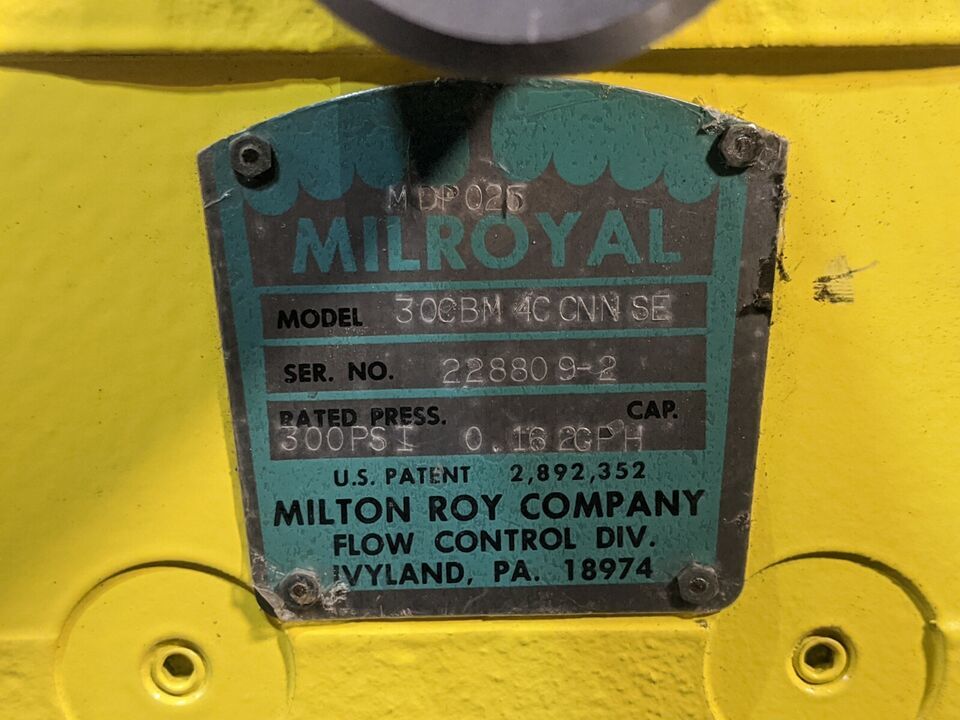 MDP025
MILROYAL
MODEL 30CBM 4C CNN SE
SER. NO. 228809-2
RATED PRESS. CAP.
300PSI 0.162GPH
U.S. PATENT 2,892,352
MILTON ROY COMPANY
FLOW CONTROL DIV.
IVYLAND, PA. 18974